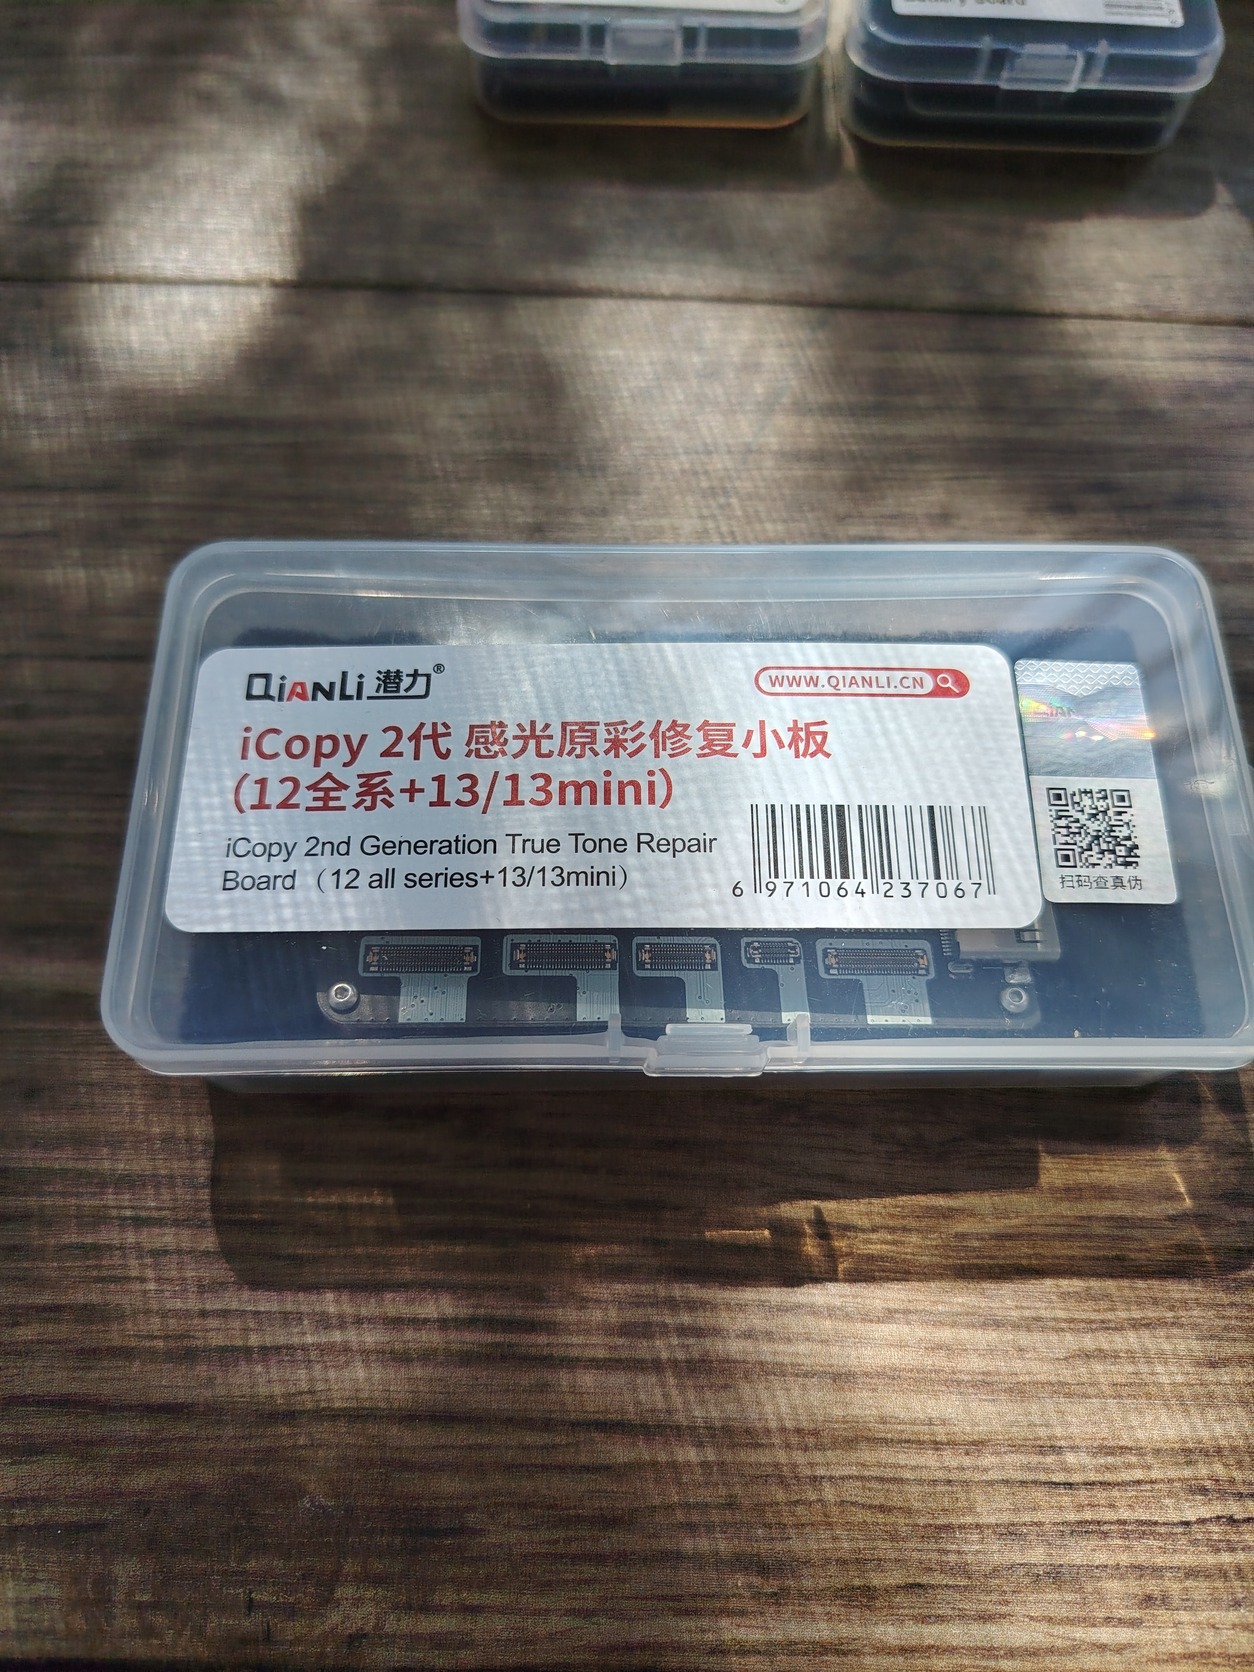 Battery Board
QIANLI 潜力®
WWW.QIANLI.CN
iCopy 2代 感光原彩修复小板
(12全系+13/13mini)
iCopy 2nd Generation True Tone Repair
Board （12 all series+13/13mini）
6 971064 237067
扫码查真伪